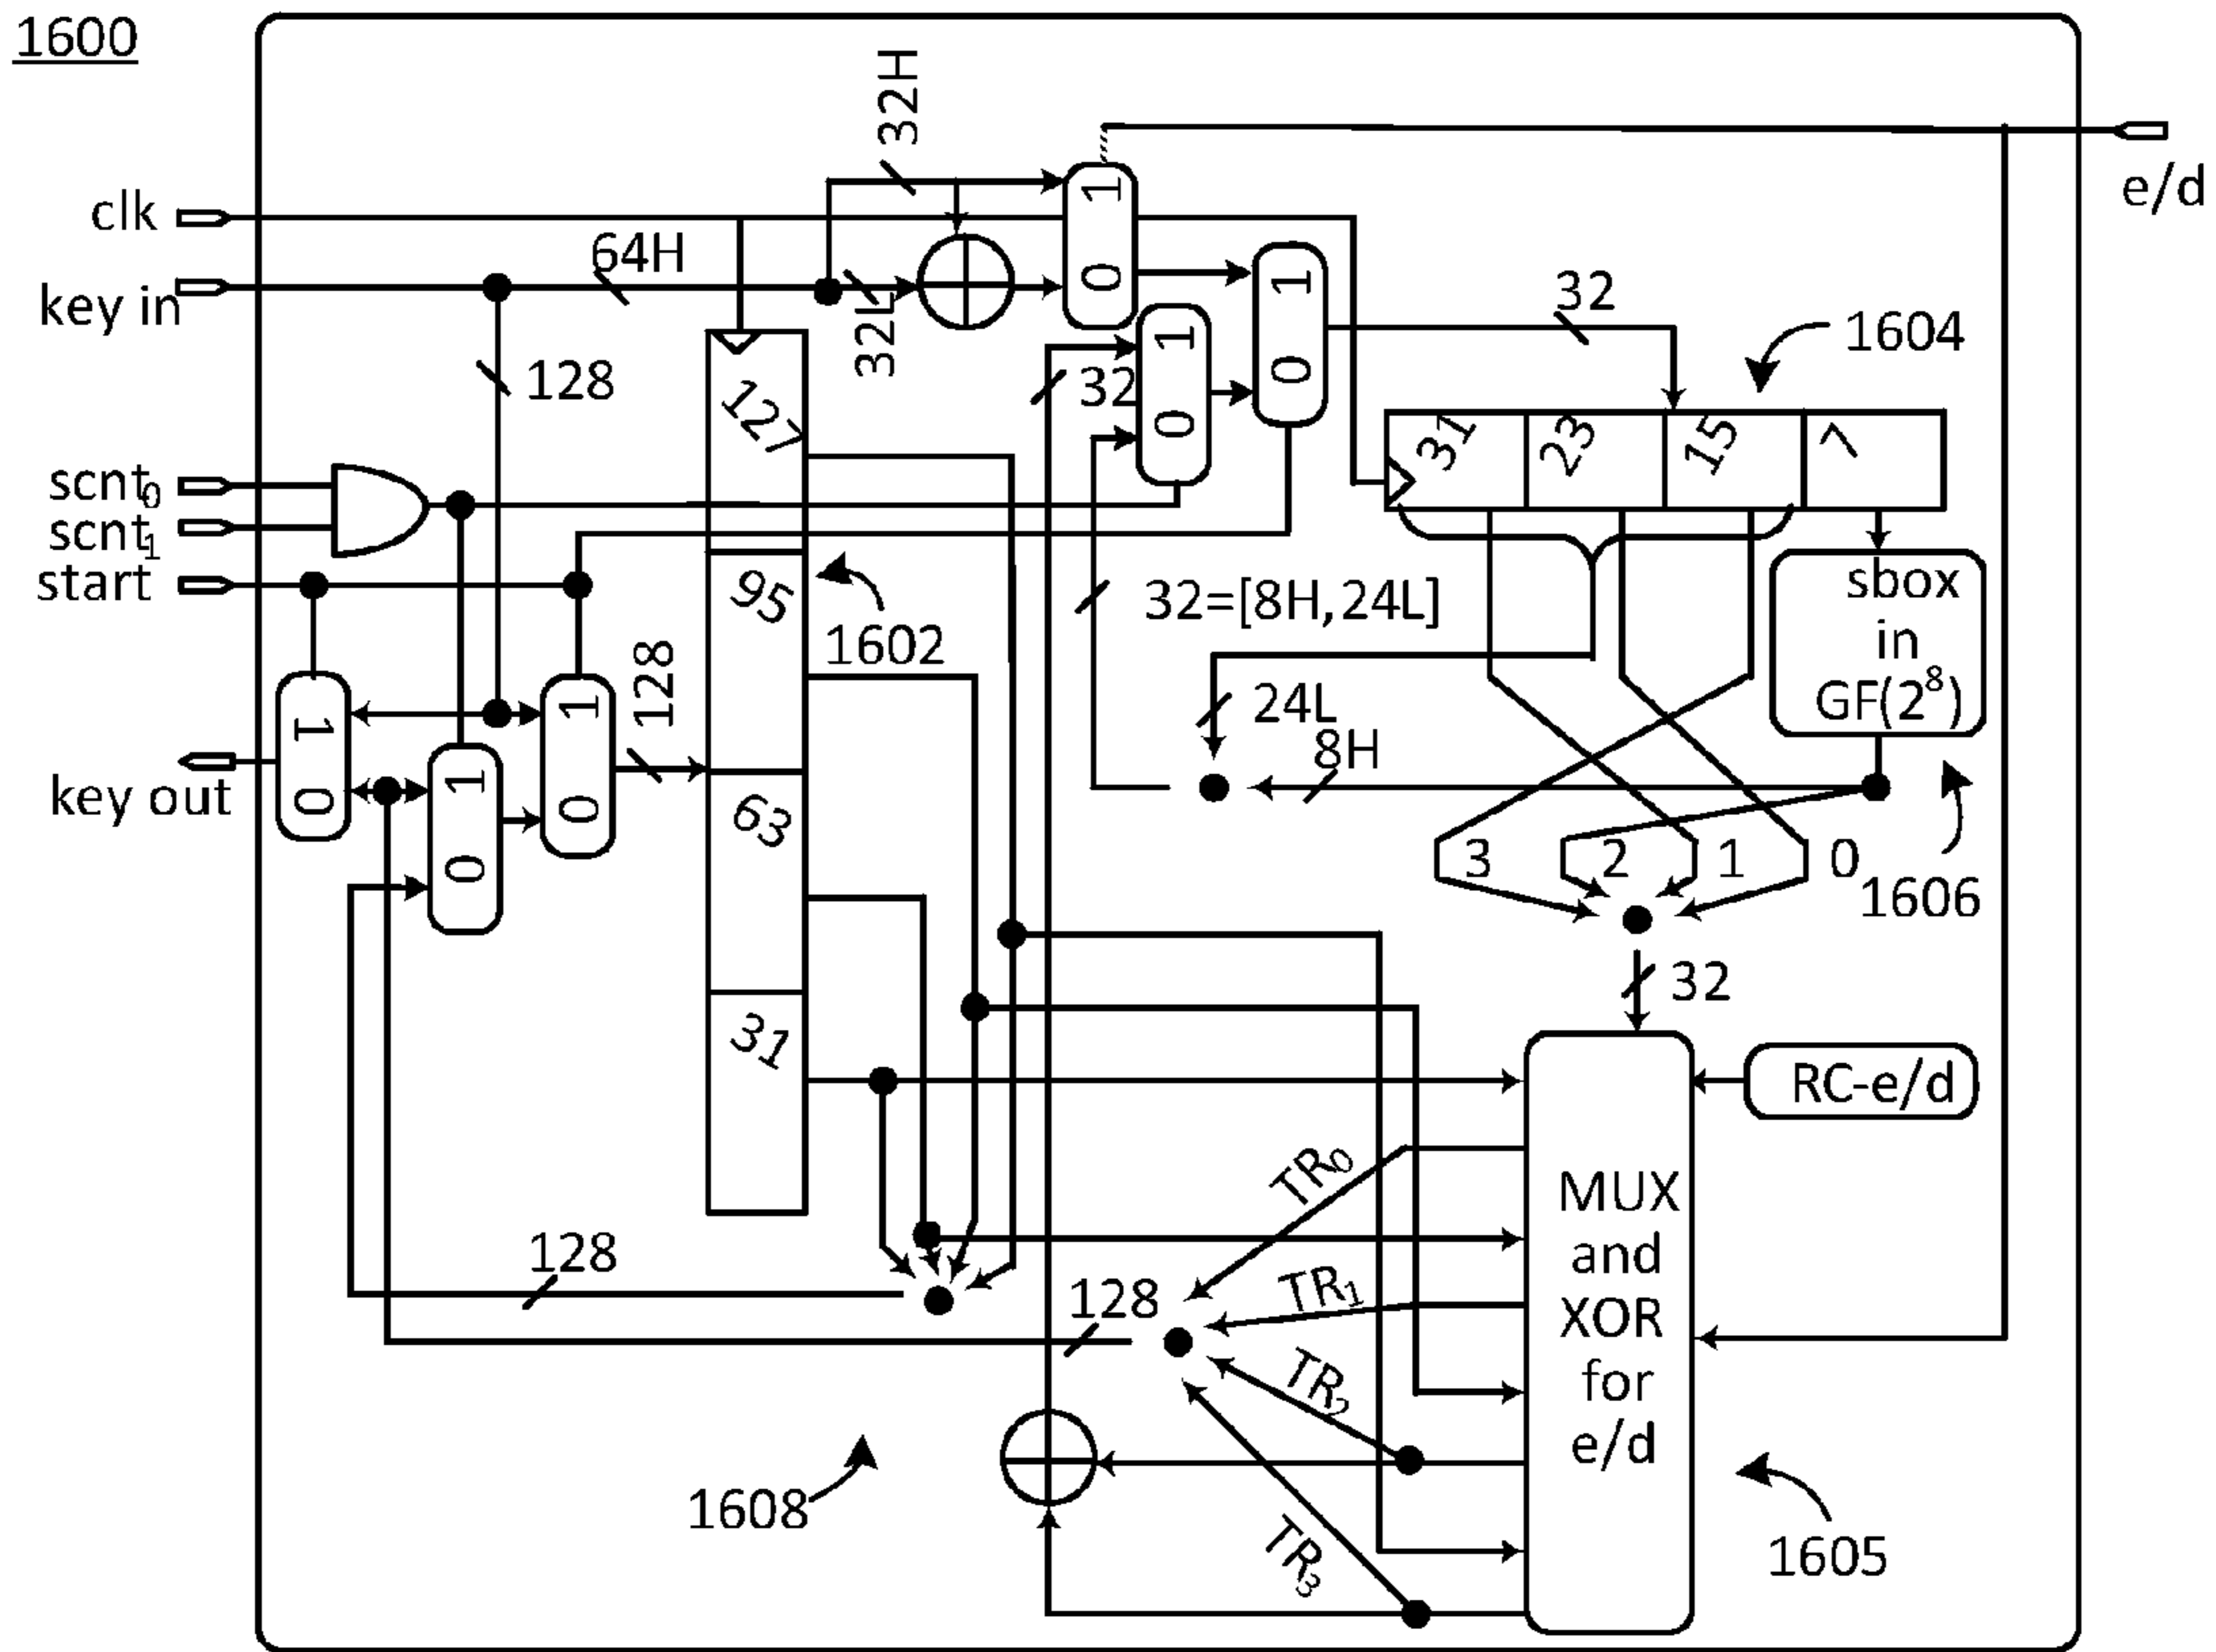 1600
32H
e/d
clk
64H
key in
32L
128
1
0
1
0
1
0
32
32
1604
127
31
23
15
7
scnt0
scnt1
start
95
1602
32=[8H,24L]
sbox
in
GF(2^8)
128
24L
8H
1
0
1
0
1
0
key out
63
3
2
1
0
1606
32
31
RC-e/d
TR0
MUX
and
XOR
for
e/d
128
128
TR1
TR2
TR3
1608
1605